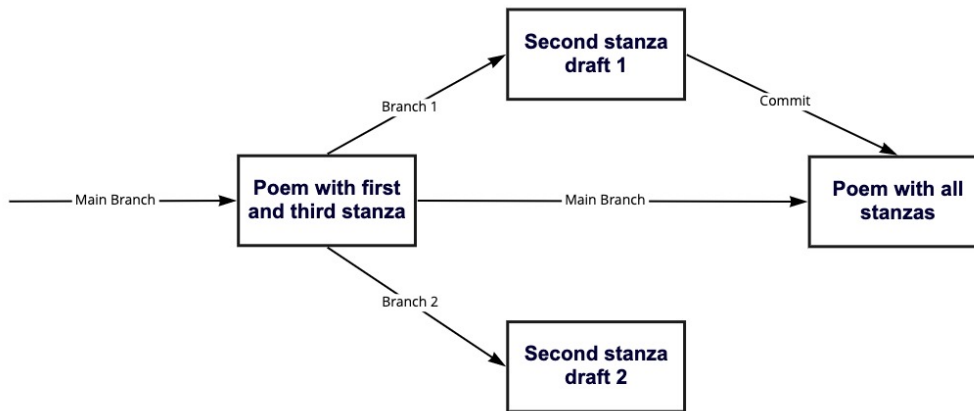 Second stanza
draft 1
Branch 1
Commit
Main Branch
Poem with first
and third stanza
Main Branch
Poem with all
stanzas
Branch 2
Second stanza
draft 2